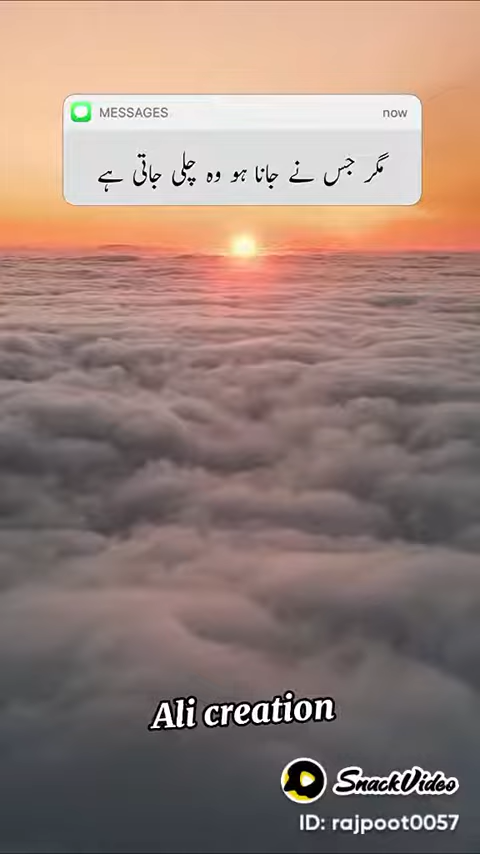 MESSAGES now
مگر جس نے جانا ہو وہ چلی جاتی ہے
Ali creation
SnackVideo
ID: rajpoot0057